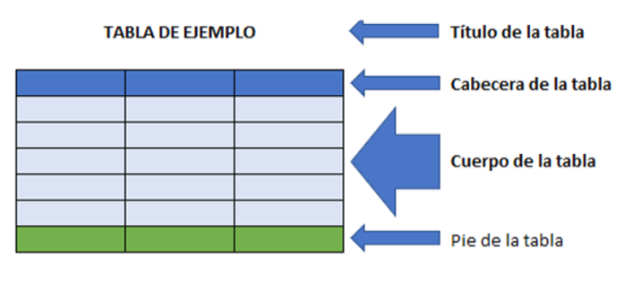 TABLA DE EJEMPLO
Título de la tabla
Cabecera de la tabla
Cuerpo de la tabla
Pie de la tabla